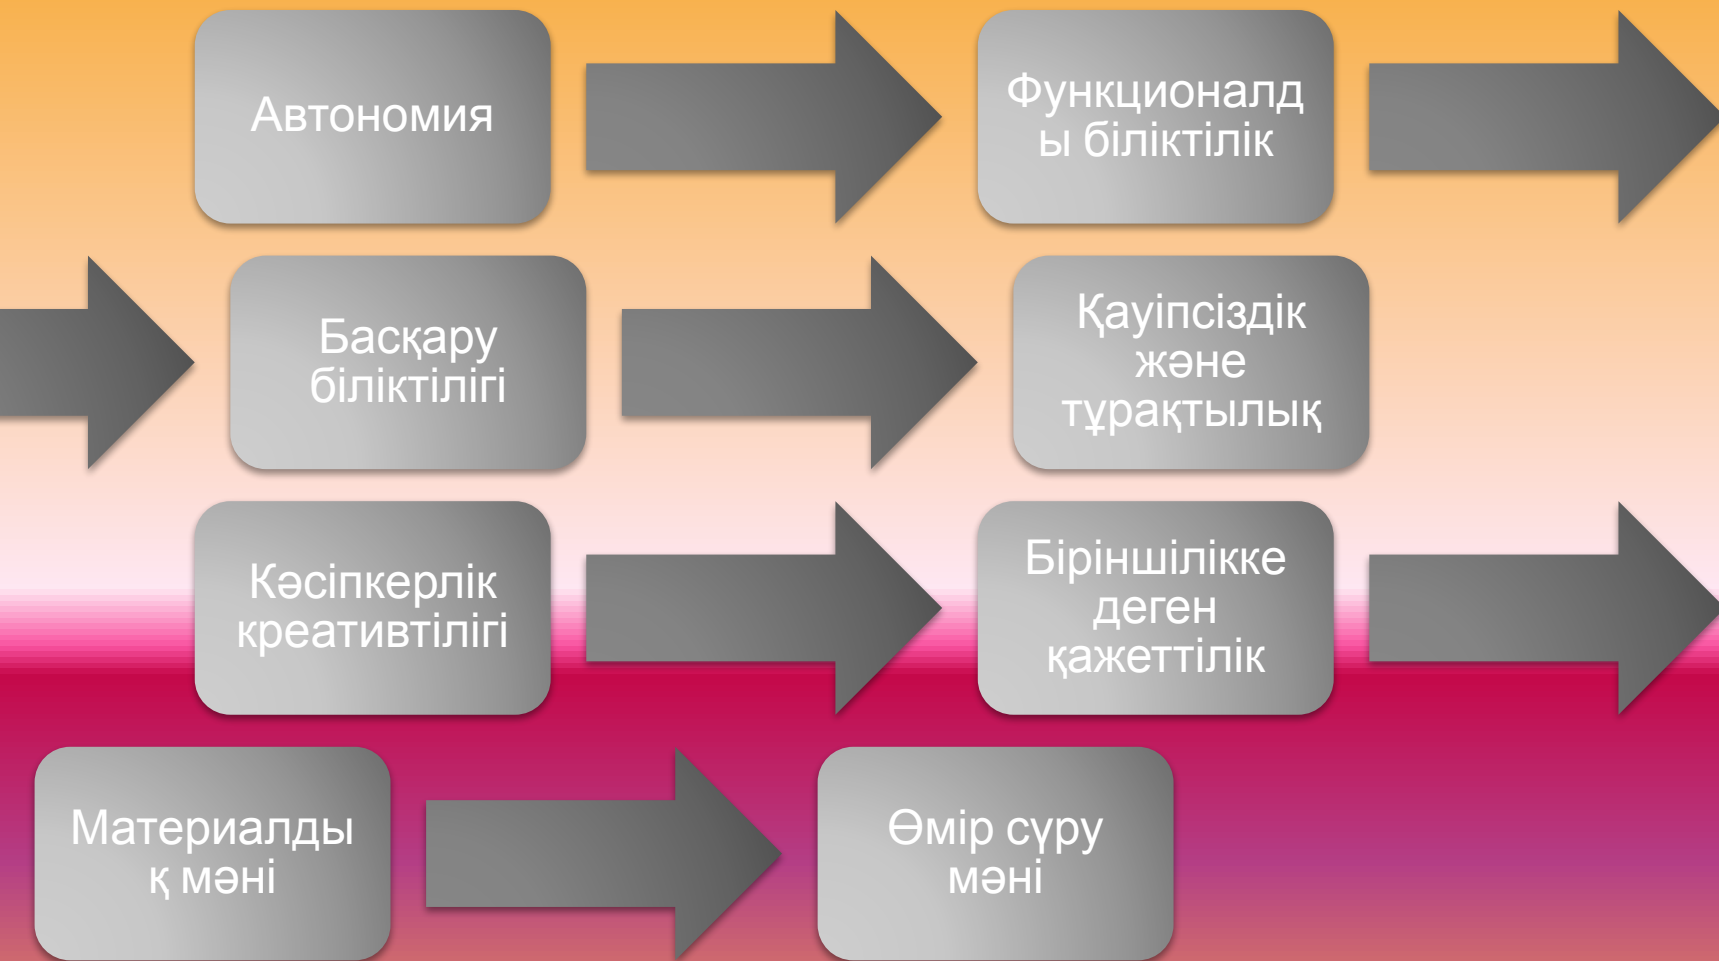 Автономия
Функционалд
ы біліктілік
Басқару
біліктілігі
Қауіпсіздік
және
тұрақтылық
Кәсіпкерлік
креативтілігі
Біріншілікке
деген
қажеттілік
Материалды
қ мәні
Өмір сүру
мәні